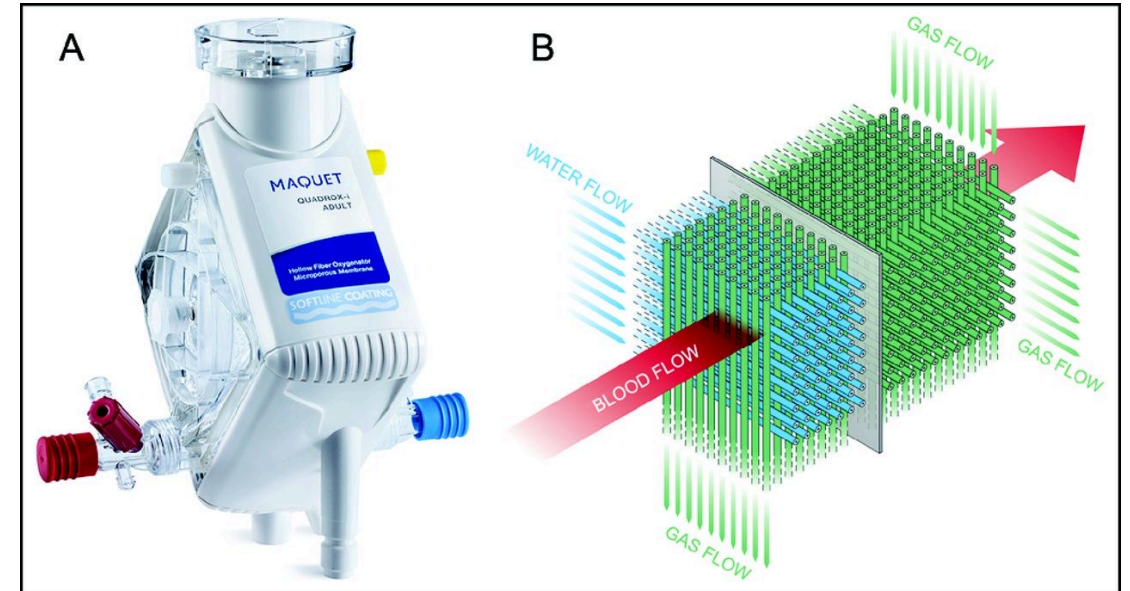 A
MAQUET
QUADROX-i
ADULT
Hollow Fiber Oxygenator
Microporous Membrane
SOFTLINE COATING
B
GAS FLOW
WATER FLOW
BLOOD FLOW
GAS FLOW
GAS FLOW